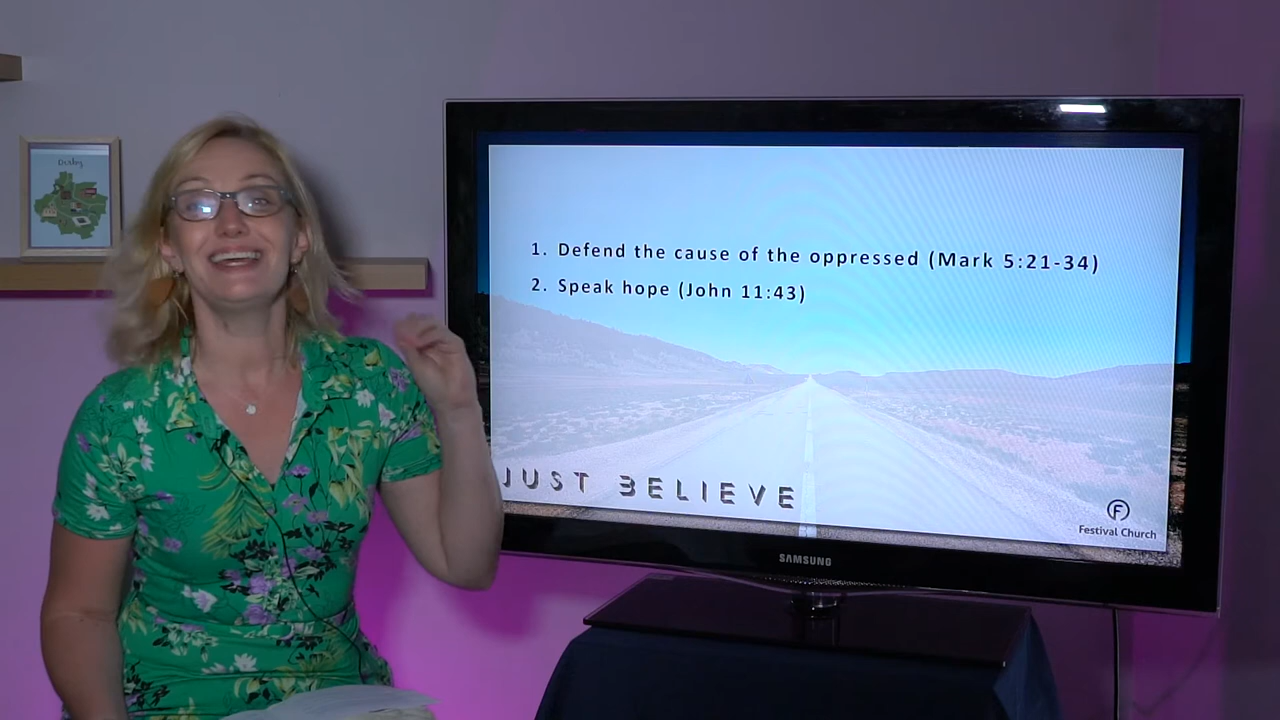 Dudley
1. Defend the cause of the oppressed (Mark 5:21-34)
2. Speak hope (John 11:43)
JUST BELIEVE
F
Festival Church
SAMSUNG